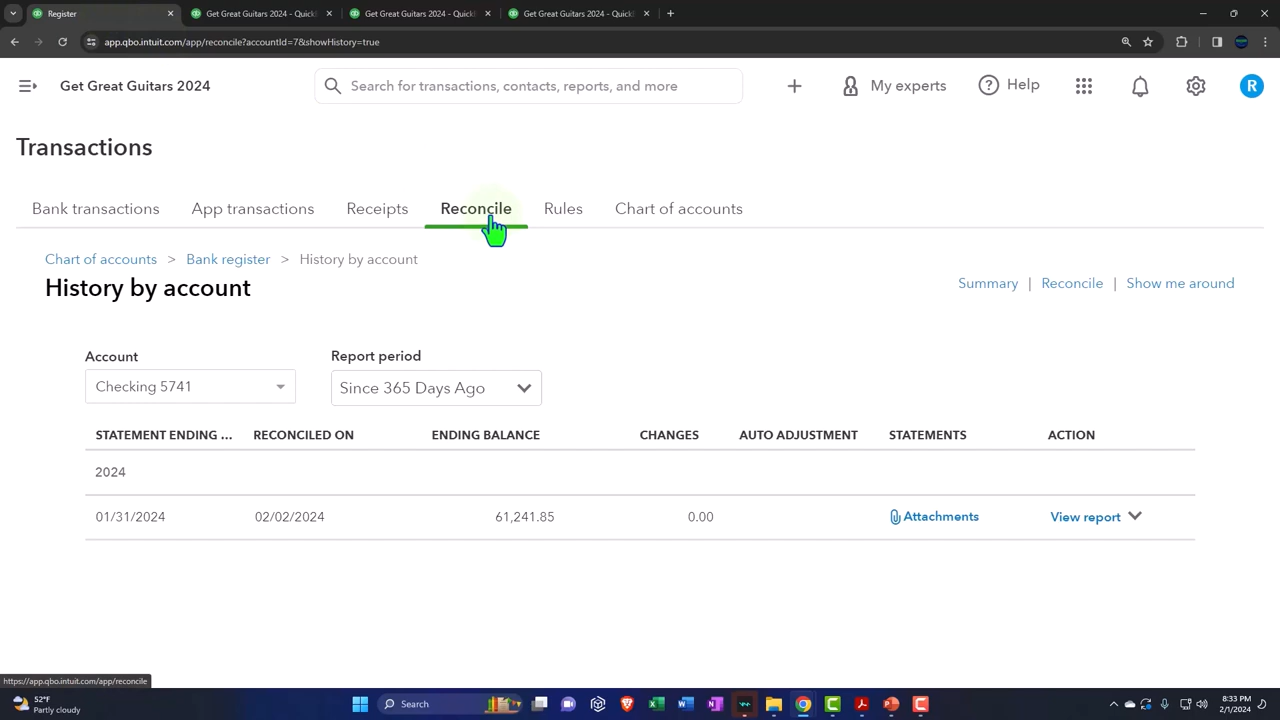 Register
Get Great Guitars 2024 - Quick
Get Great Guitars 2024 - Quick
Get Great Guitars 2024 - Quick
app.qbo.intuit.com/app/reconcile?accountId=7&showHistory=true
Get Great Guitars 2024
Search for transactions, contacts, reports, and more
My experts
Help
R
Transactions
Bank transactions
App transactions
Receipts
Reconcile
Rules
Chart of accounts
Chart of accounts > Bank register > History by account
History by account
Summary | Reconcile | Show me around
Account
Report period
Checking 5741
Since 365 Days Ago
STATEMENT ENDING ... RECONCILED ON ENDING BALANCE CHANGES AUTO ADJUSTMENT STATEMENTS ACTION
2024
01/31/2024 02/02/2024 61,241.85 0.00 Attachments View report
https://app.qbo.intuit.com/app/reconcile
52°F
Partly cloudy
Search
8:33 PM
2/1/2024